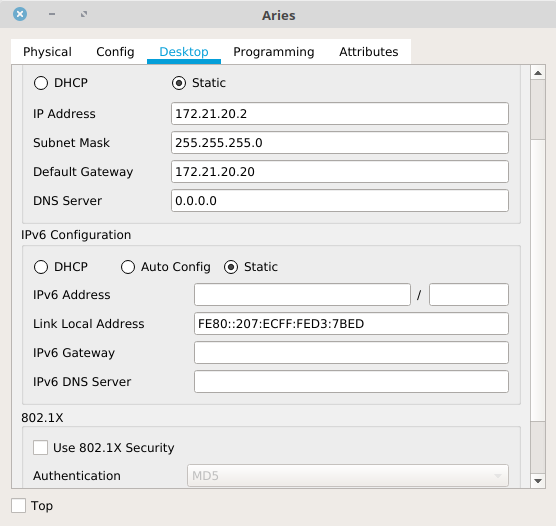 Aries
Physical Config Desktop Programming Attributes
DHCP Static
IP Address 172.21.20.2
Subnet Mask 255.255.255.0
Default Gateway 172.21.20.20
DNS Server 0.0.0.0
IPv6 Configuration
DHCP Auto Config Static
IPv6 Address /
Link Local Address FE80::207:ECFF:FED3:7BED
IPv6 Gateway
IPv6 DNS Server
802.1X
Use 802.1X Security
Authentication MD5
Top